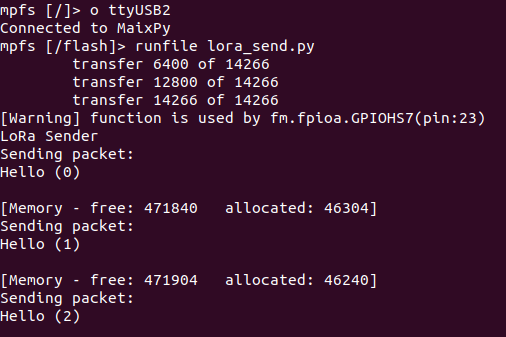 mpfs [/]> o ttyUSB2
Connected to MaixPy
mpfs [/flash]> runfile lora_send.py
        transfer 6400 of 14266
        transfer 12800 of 14266
        transfer 14266 of 14266
[Warning] function is used by fm.fpioa.GPIOHS7(pin:23)
LoRa Sender
Sending packet:
Hello (0)

[Memory - free: 471840   allocated: 46304]
Sending packet:
Hello (1)

[Memory - free: 471904   allocated: 46240]
Sending packet:
Hello (2)